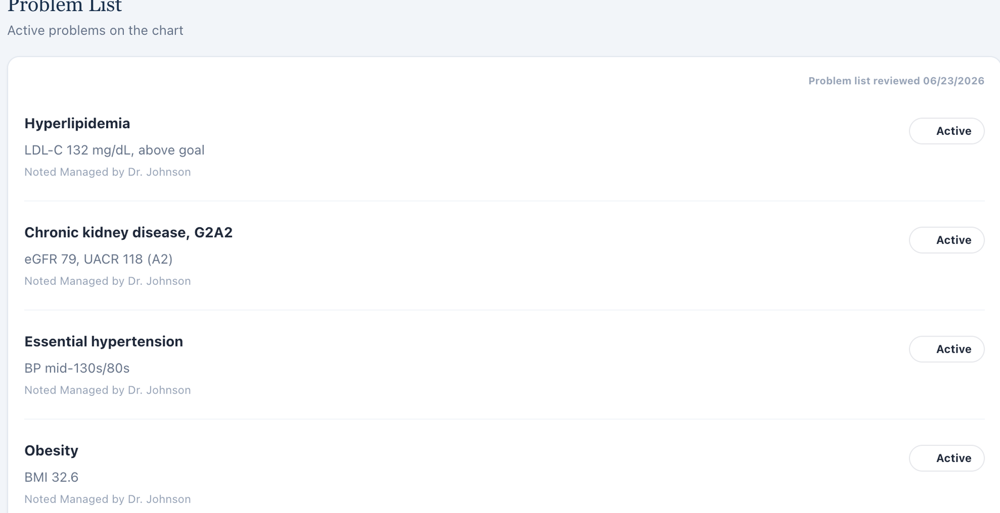 Problem List
Active problems on the chart
Problem list reviewed 06/23/2026
Hyperlipidemia
Active
LDL-C 132 mg/dL, above goal
Noted Managed by Dr. Johnson
Chronic kidney disease, G2A2
Active
eGFR 79, UACR 118 (A2)
Noted Managed by Dr. Johnson
Essential hypertension
Active
BP mid-130s/80s
Noted Managed by Dr. Johnson
Obesity
Active
BMI 32.6
Noted Managed by Dr. Johnson